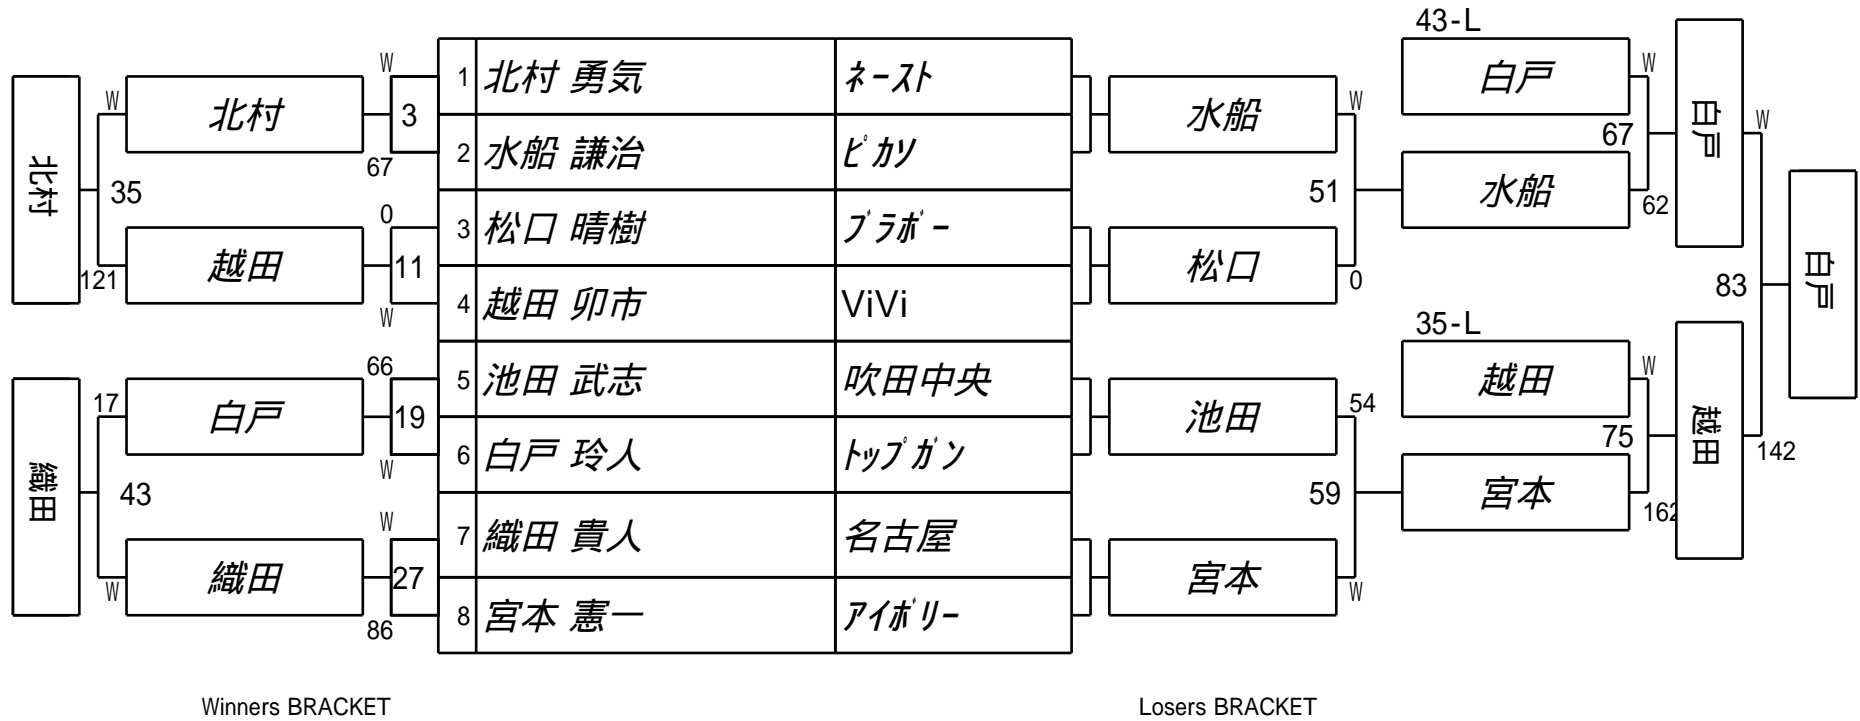 43-L
W
1 北村 勇気 ネースト
W 北村 3 水船 W 白戸 W
2 水船 謙治 ピカソ
67
北村 35 51 水船 67 62 白戸 W
0
3 松口 晴樹 ブラボー
越田 11 松口 0
121
4 越田 卯市 ViVi
W
83 白戸
35-L
66
5 池田 武志 吹田中央
17 白戸 19 池田 54 越田 W
6 白戸 玲人 トップガン
W
織田 43 59 宮本 75 162 越田 142
W
7 織田 貴人 名古屋
W 織田 27 宮本 W
8 宮本 憲一 アイボリー
86
Winners BRACKET Losers BRACKET